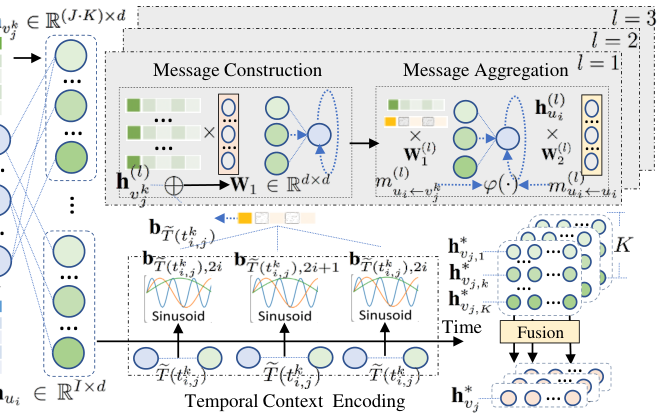 v_j^k ∈ ℝ^{(J·K)×d}
l = 3
l = 2
l = 1
Message Construction
Message Aggregation
...
×
h_{v_j^k}^{(l)} ⊕ W_1 ∈ ℝ^{d×d}
× W_1^{(l)}
h_{u_i}^{(l)} × W_2^{(l)}
m_{u_i←v_j^k}^{(l)} φ(·) m_{u_i←u_i}^{(l)}
b_{T̃(t_{i,j}^k)}
b_{T̃(t_{i,j}^k),2i} b_{T̃(t_{i,j}^k),2i+1} b_{T̃(t_{i,j}^k),2i}
Sinusoid Sinusoid Sinusoid
T̃(t_{i,j}^k) T̃(t_{i,j}^k) T̃(t_{i,j}^k)
Time
Temporal Context Encoding
h_{v_{j,1}}^*
h_{v_{j,k}}^*
h_{v_{j,K}}^*
K
Fusion
h_{v_j}^*
u_i ∈ ℝ^{I×d}